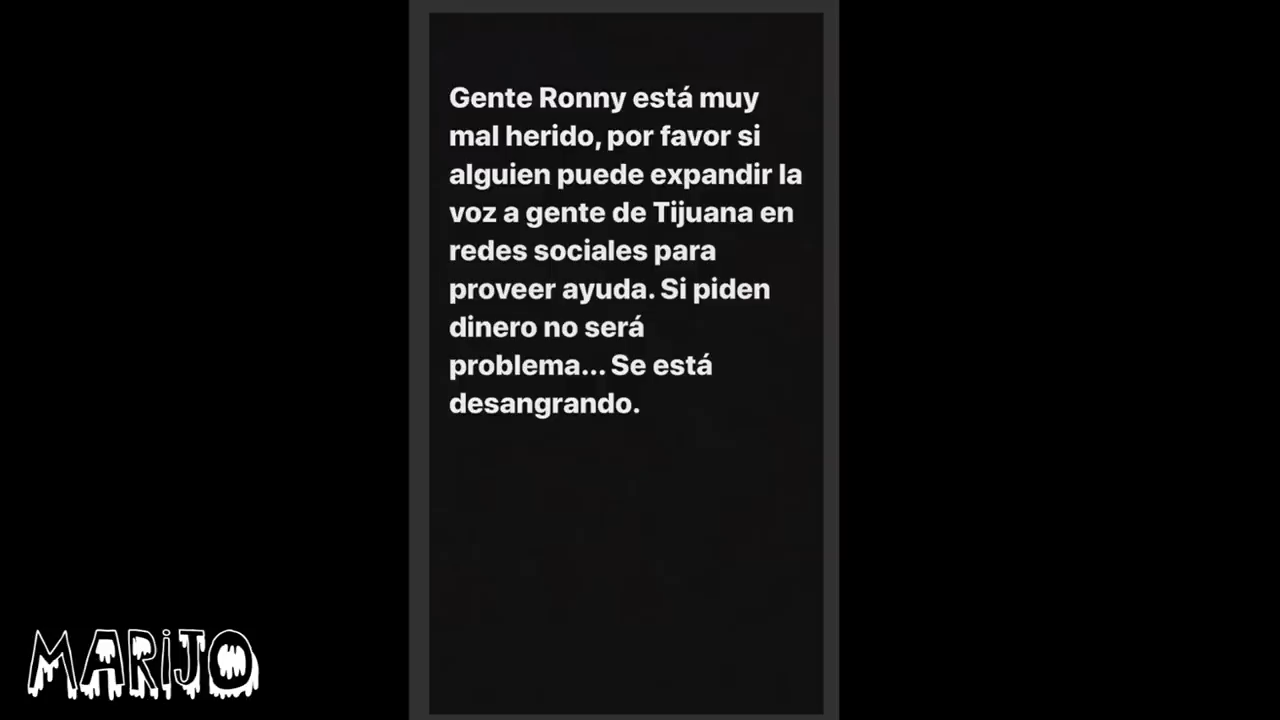 Gente Ronny está muy
mal herido, por favor si
alguien puede expandir la
voz a gente de Tijuana en
redes sociales para
proveer ayuda. Si piden
dinero no será
problema... Se está
desangrando.
MARiJO